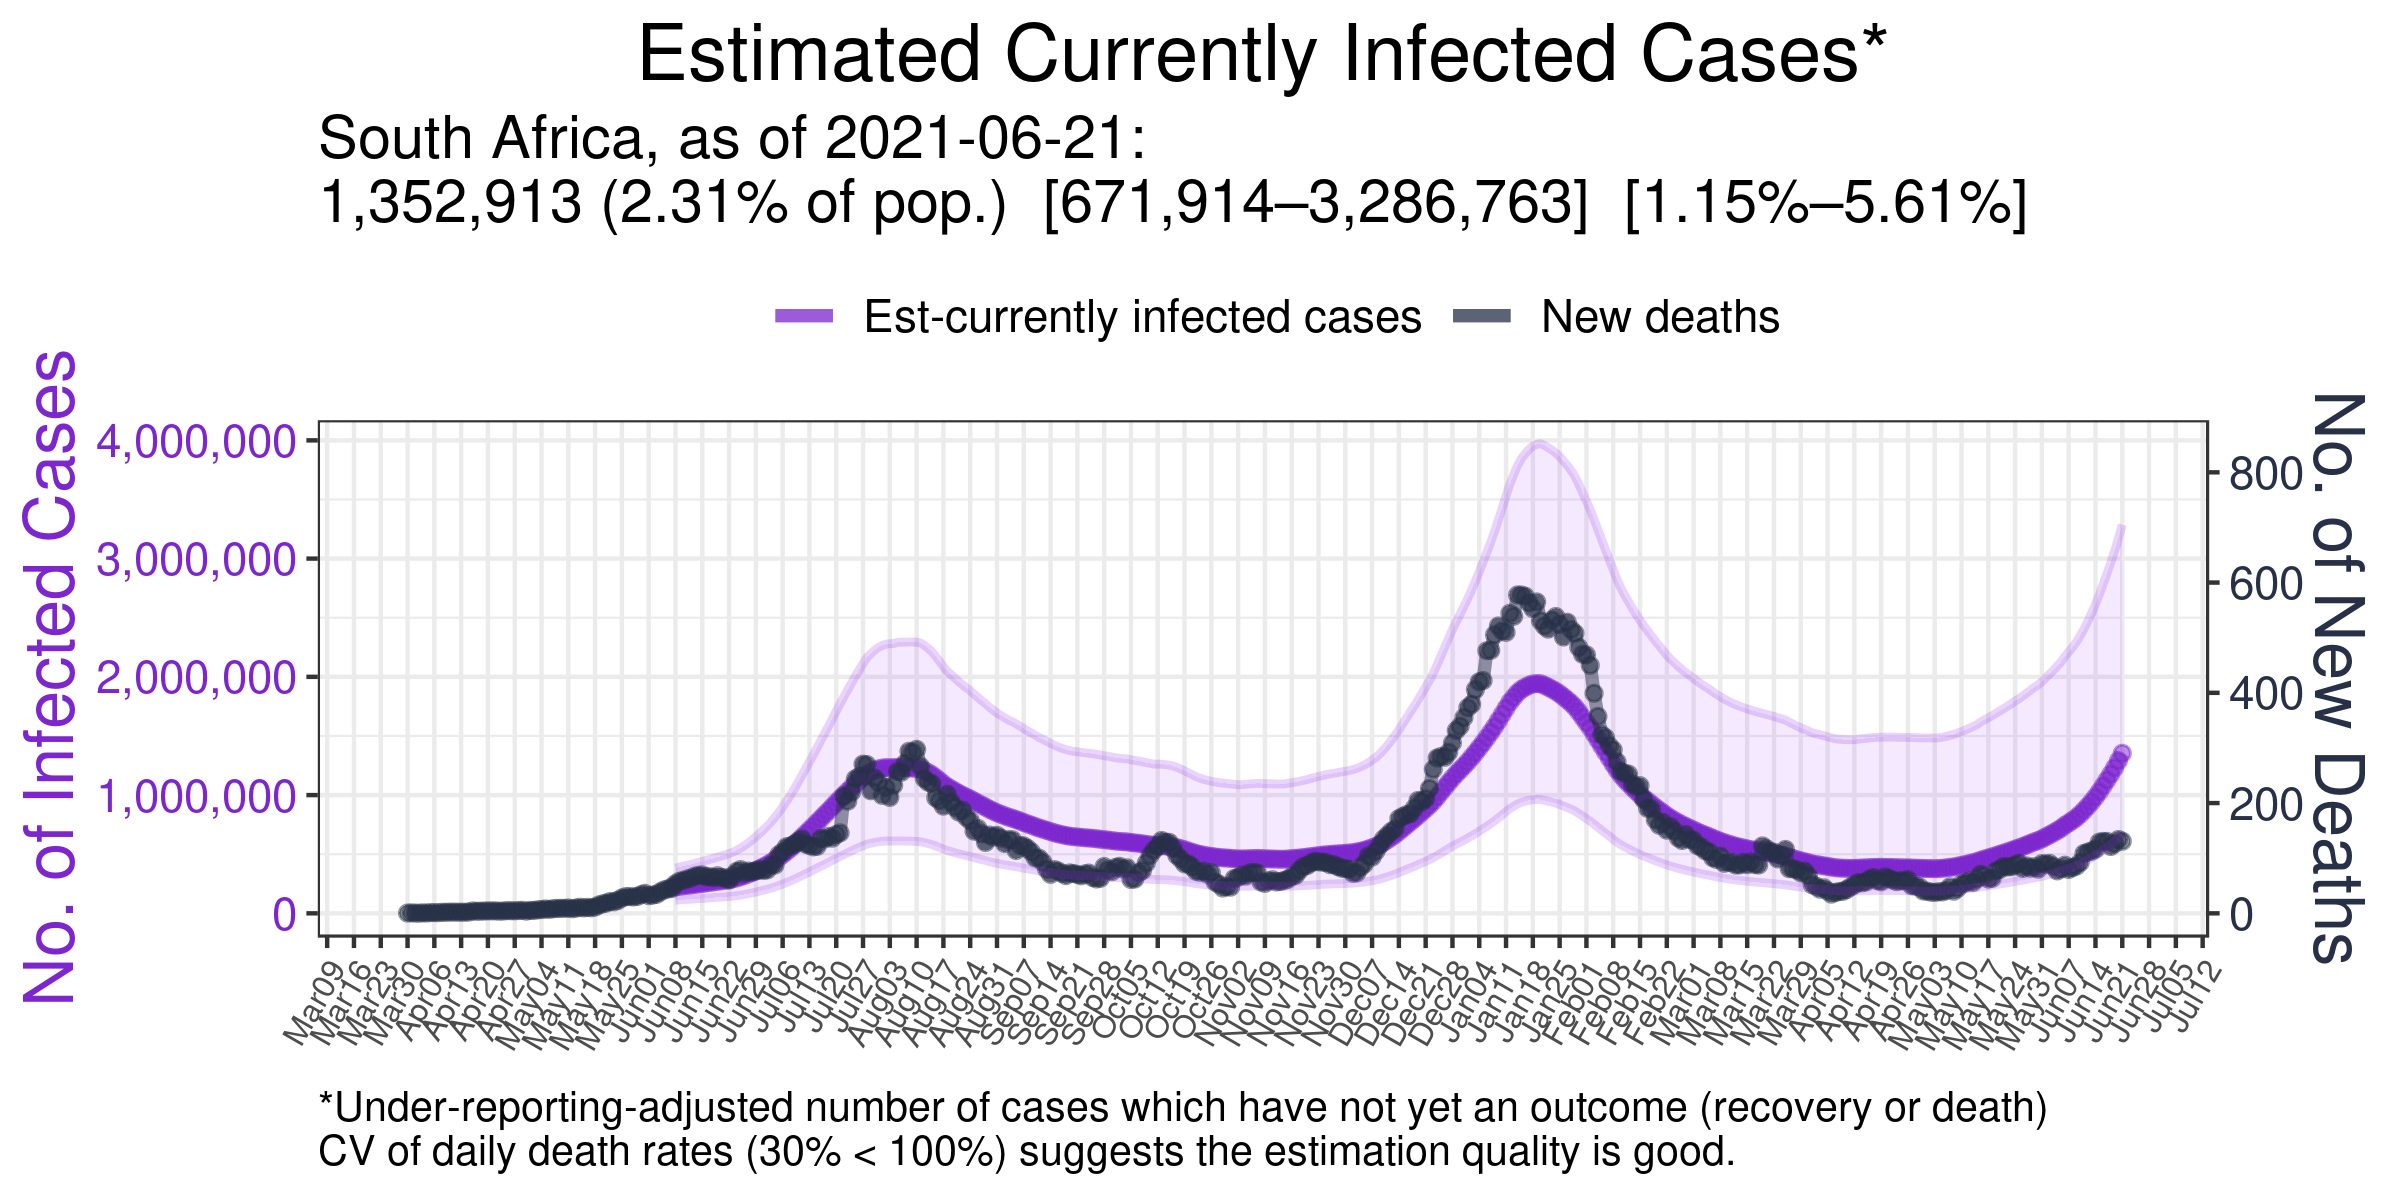 Estimated Currently Infected Cases*
South Africa, as of 2021-06-21:
1,352,913 (2.31% of pop.) [671,914–3,286,763] [1.15%–5.61%]
Est-currently infected cases
New deaths
No. of Infected Cases
4,000,000
3,000,000
2,000,000
1,000,000
0
800
600
400
200
0
No. of New Deaths
Mar09
Mar16
Mar23
Mar30
Apr06
Apr13
Apr20
Apr27
May04
May11
May18
May25
Jun01
Jun08
Jun15
Jun22
Jun29
Jul06
Jul13
Jul20
Jul27
Aug03
Aug10
Aug17
Aug24
Aug31
Sep07
Sep14
Sep21
Sep28
Oct05
Oct12
Oct19
Oct26
Nov02
Nov09
Nov16
Nov23
Nov30
Dec07
Dec14
Dec21
Dec28
Jan04
Jan11
Jan18
Jan25
Feb01
Feb08
Feb15
Feb22
Mar01
Mar08
Mar15
Mar22
Mar29
Apr05
Apr12
Apr19
Apr26
May03
May10
May17
May24
May31
Jun07
Jun14
Jun21
Jun28
Jul05
Jul12
*Under-reporting-adjusted number of cases which have not yet an outcome (recovery or death)
CV of daily death rates (30% < 100%) suggests the estimation quality is good.